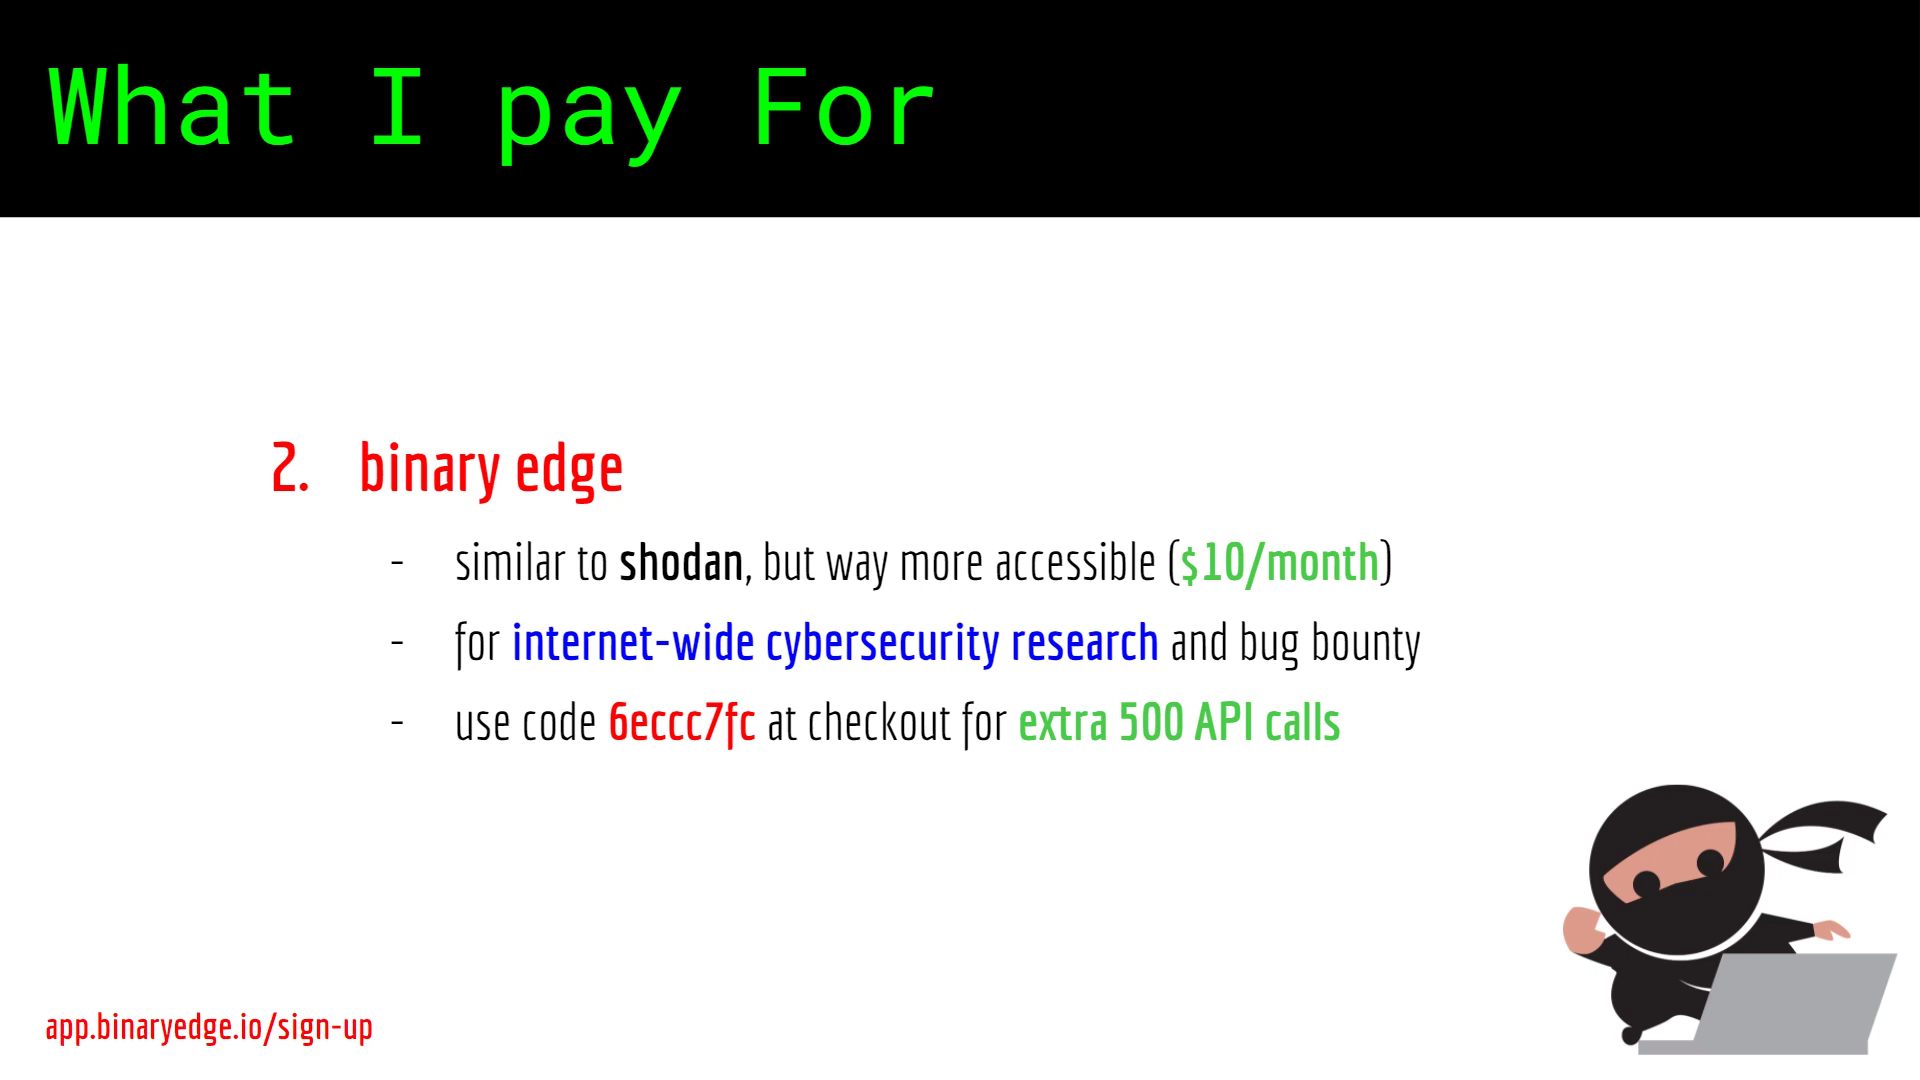 What I pay For
2. binary edge
- similar to shodan, but way more accessible ($10/month)
- for internet-wide cybersecurity research and bug bounty
- use code 6eccc7fc at checkout for extra 500 API calls
app.binaryedge.io/sign-up